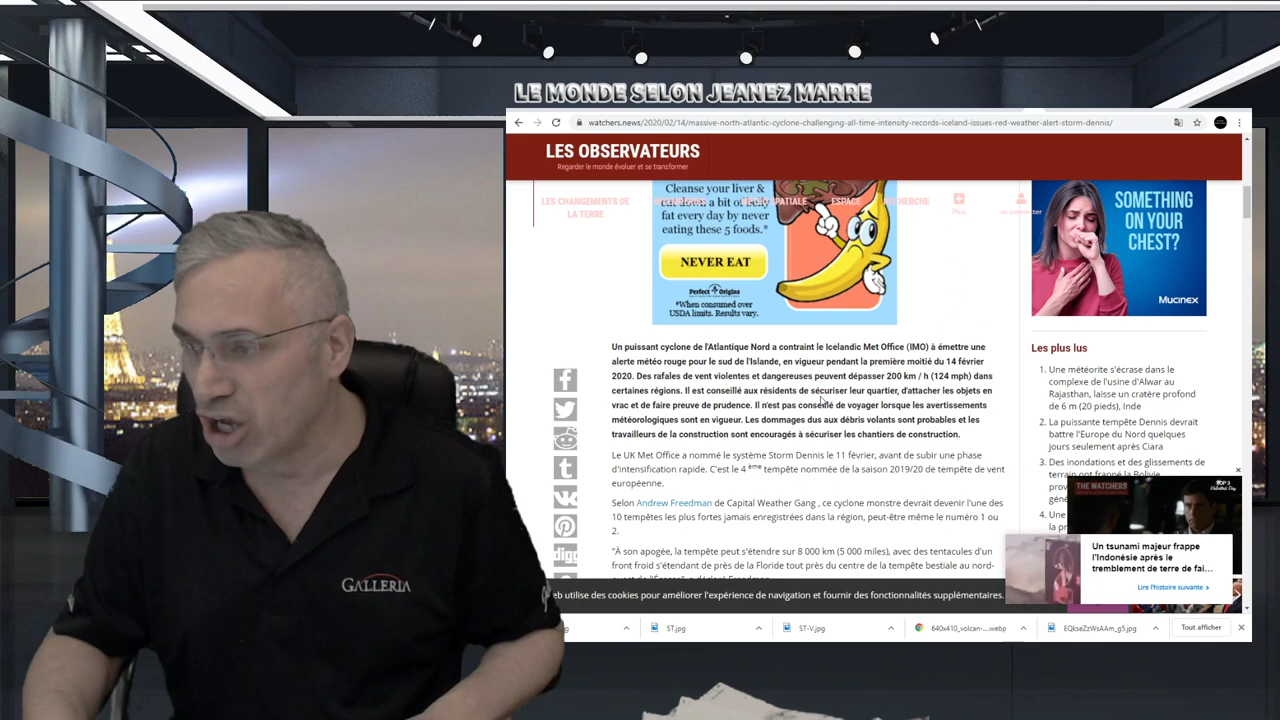 LE MONDE SELON JEANEZ MARRE
watchers.news/2020/02/14/massive-north-atlantic-cyclone-challenging-all-time-intensity-records-iceland-issues-red-weather-alert-storm-dennis/
LES OBSERVATEURS
Regarder le monde évoluer et se transformer
LES CHANGEMENTS DE
LA TERRE
ESPACE
Plus
se connecter
Cleanse your liver &
fat every day by never
eating these 5 foods.*
NEVER EAT
Perfect Origins
*When consumed over
USDA limits. Results vary.
SOMETHING
ON YOUR
CHEST?
Mucinex
Un puissant cyclone de l'Atlantique Nord a contraint le Icelandic Met Office (IMO) à émettre une
alerte météo rouge pour le sud de l'Islande, en vigueur pendant la première moitié du 14 février
2020. Des rafales de vent violentes et dangereuses peuvent dépasser 200 km / h (124 mph) dans
certaines régions. Il est conseillé aux résidents de sécuriser leur quartier, d'attacher les objets en
vrac et de faire preuve de prudence. Il n'est pas conseillé de voyager lorsque les avertissements
météorologiques sont en vigueur. Les dommages dus aux débris volants sont probables et les
travailleurs de la construction sont encouragés à sécuriser les chantiers de construction.
Le UK Met Office a nommé le système Storm Dennis le 11 février, avant de subir une phase
d'intensification rapide. C'est le 4 ème tempête nommée de la saison 2019/20 de tempête de vent
européenne.
Selon Andrew Freedman de Capital Weather Gang , ce cyclone monstre devrait devenir l'une des
10 tempêtes les plus fortes jamais enregistrées dans la région, peut-être même le numéro 1 ou
2.
"À son apogée, la tempête peut s'étendre sur 8 000 km (5 000 miles), avec des tentacules d'un
front froid s'étendant de près de la Floride tout près du centre de la tempête bestiale au nord-
digg
Les plus lus
1. Une météorite s'écrase dans le
complexe de l'usine d'Alwar au
Rajasthan, laisse un cratère profond
de 6 m (20 pieds), Inde
2. La puissante tempête Dennis devrait
battre l'Europe du Nord quelques
jours seulement après Ciara
3. Des inondations et des glissements de
terrain ont frappé la Bolivie
4. Une
THE WATCHERS
TOP 3
Un tsunami majeur frappe
l'Indonésie après le
tremblement de terre de fai...
Lire l'histoire suivante
eb utilise des cookies pour améliorer l'expérience de navigation et fournir des fonctionnalités supplémentaires.
ST.jpg
ST-V.jpg
640x410_volcan-....webp
EQkseZzWsAAm_g5.jpg
Tout afficher
GALLERIA